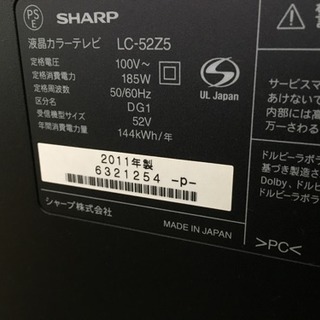 PS
E
SHARP
液晶カラーテレビ LC-52Z5
定格電圧 100V~
定格消費電力 185W
定格周波数 50/60Hz
区分名 DG1
受信機型サイズ 52V
年間消費電力量 144kWh/年
UL Japan
2011年製
6321254 -p-
シャープ株式会社
MADE IN JAPAN
サービスマ
あけないで
内部には高
万一さわる
ドルビーラボ
基づき製造さ
Dolby、ドル
ビーラボラ
>PC<